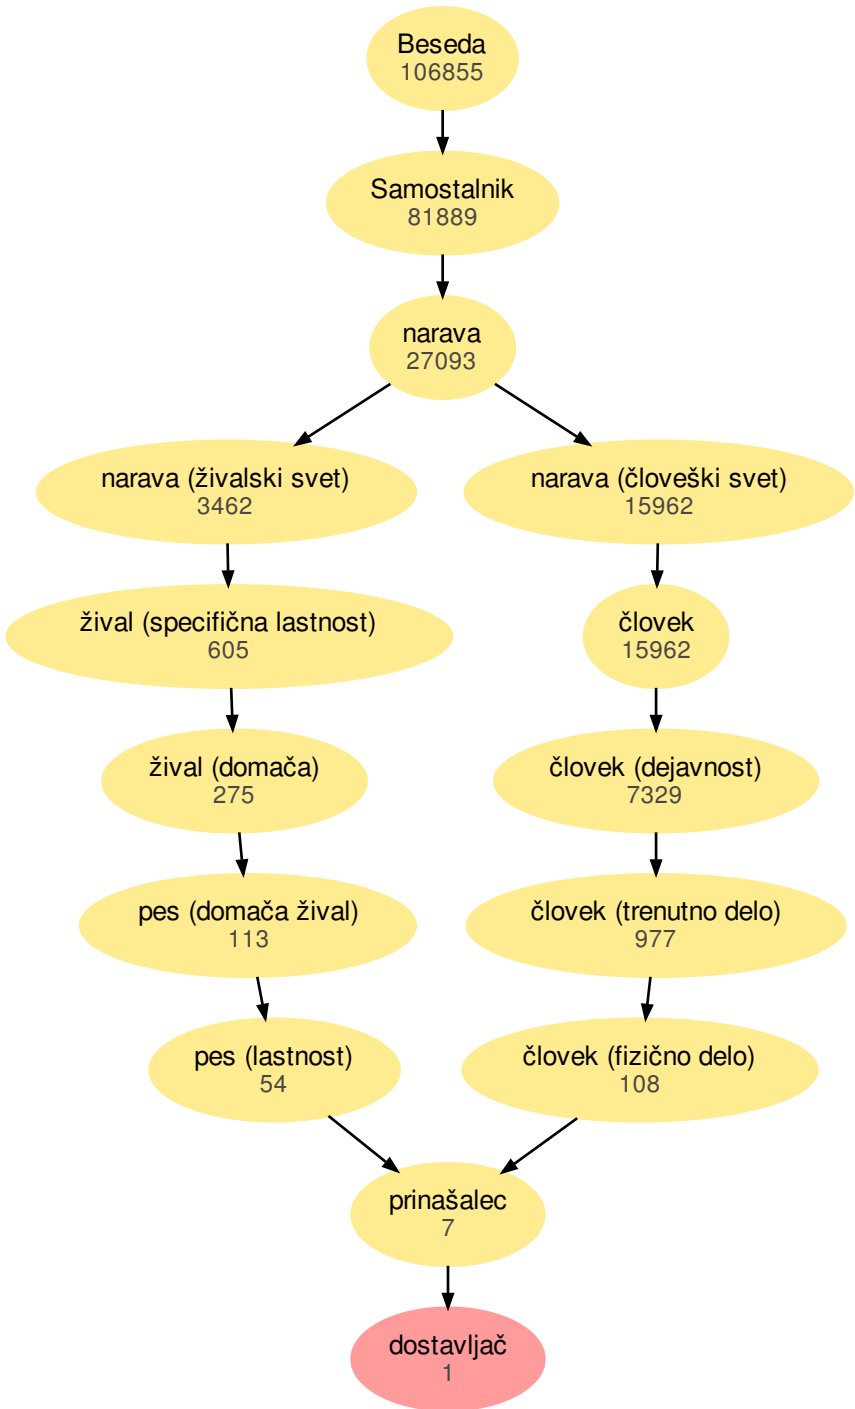 Beseda
106855
Samostalnik
81889
narava
27093
narava (živalski svet)
3462
narava (človeški svet)
15962
žival (specifična lastnost)
605
človek
15962
žival (domača)
275
človek (dejavnost)
7329
pes (domača žival)
113
človek (trenutno delo)
977
pes (lastnost)
54
človek (fizično delo)
108
prinašalec
7
dostavljač
1